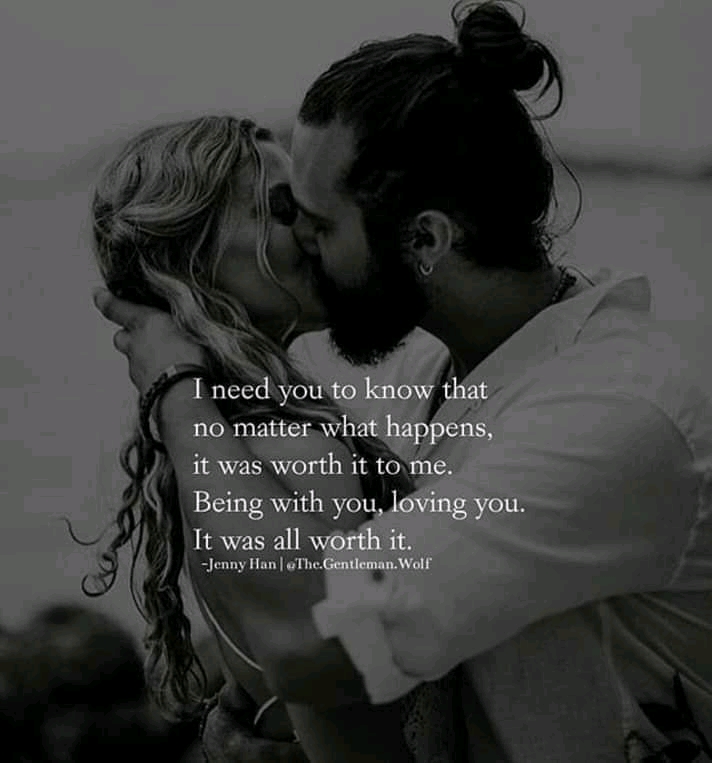 I need you to know that
no matter what happens,
it was worth it to me.
Being with you, loving you.
It was all worth it.
-Jenny Han | @The.Gentleman.Wolf